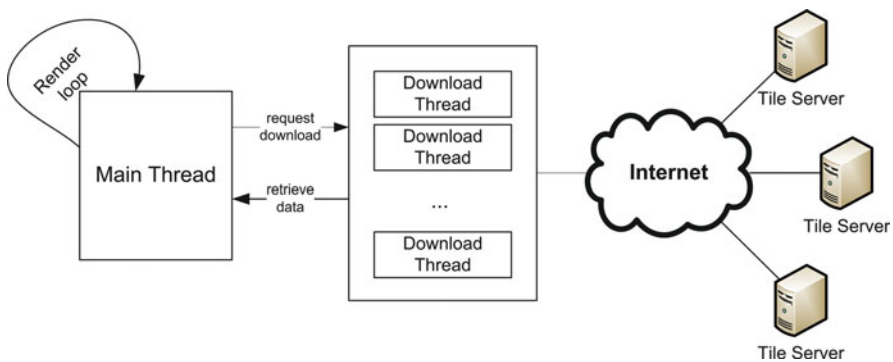 Render
loop
Main Thread
request
download
retrieve
data
Download
Thread
Download
Thread
...
Download
Thread
Internet
Tile Server
Tile Server
Tile Server